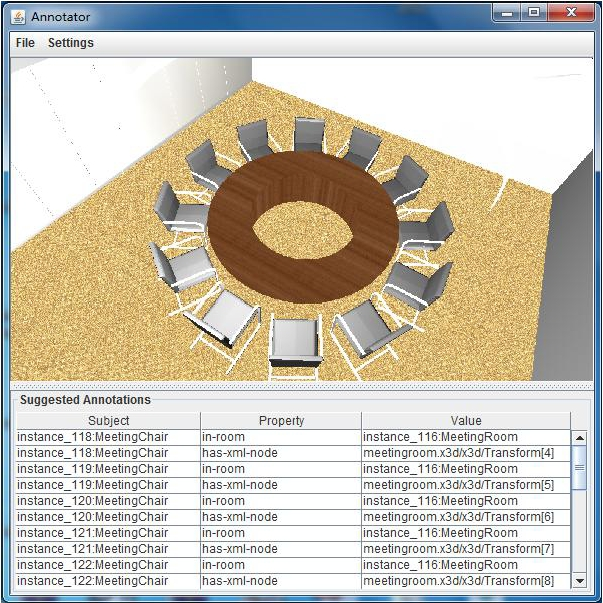 Annotator
File Settings
Suggested Annotations
Subject Property Value
instance_118:MeetingChair in-room instance_116:MeetingRoom
instance_118:MeetingChair has-xml-node meetingroom.x3d/x3d/Transform[4]
instance_119:MeetingChair in-room instance_116:MeetingRoom
instance_119:MeetingChair has-xml-node meetingroom.x3d/x3d/Transform[5]
instance_120:MeetingChair in-room instance_116:MeetingRoom
instance_120:MeetingChair has-xml-node meetingroom.x3d/x3d/Transform[6]
instance_121:MeetingChair in-room instance_116:MeetingRoom
instance_121:MeetingChair has-xml-node meetingroom.x3d/x3d/Transform[7]
instance_122:MeetingChair in-room instance_116:MeetingRoom
instance_122:MeetingChair has-xml-node meetingroom.x3d/x3d/Transform[8]